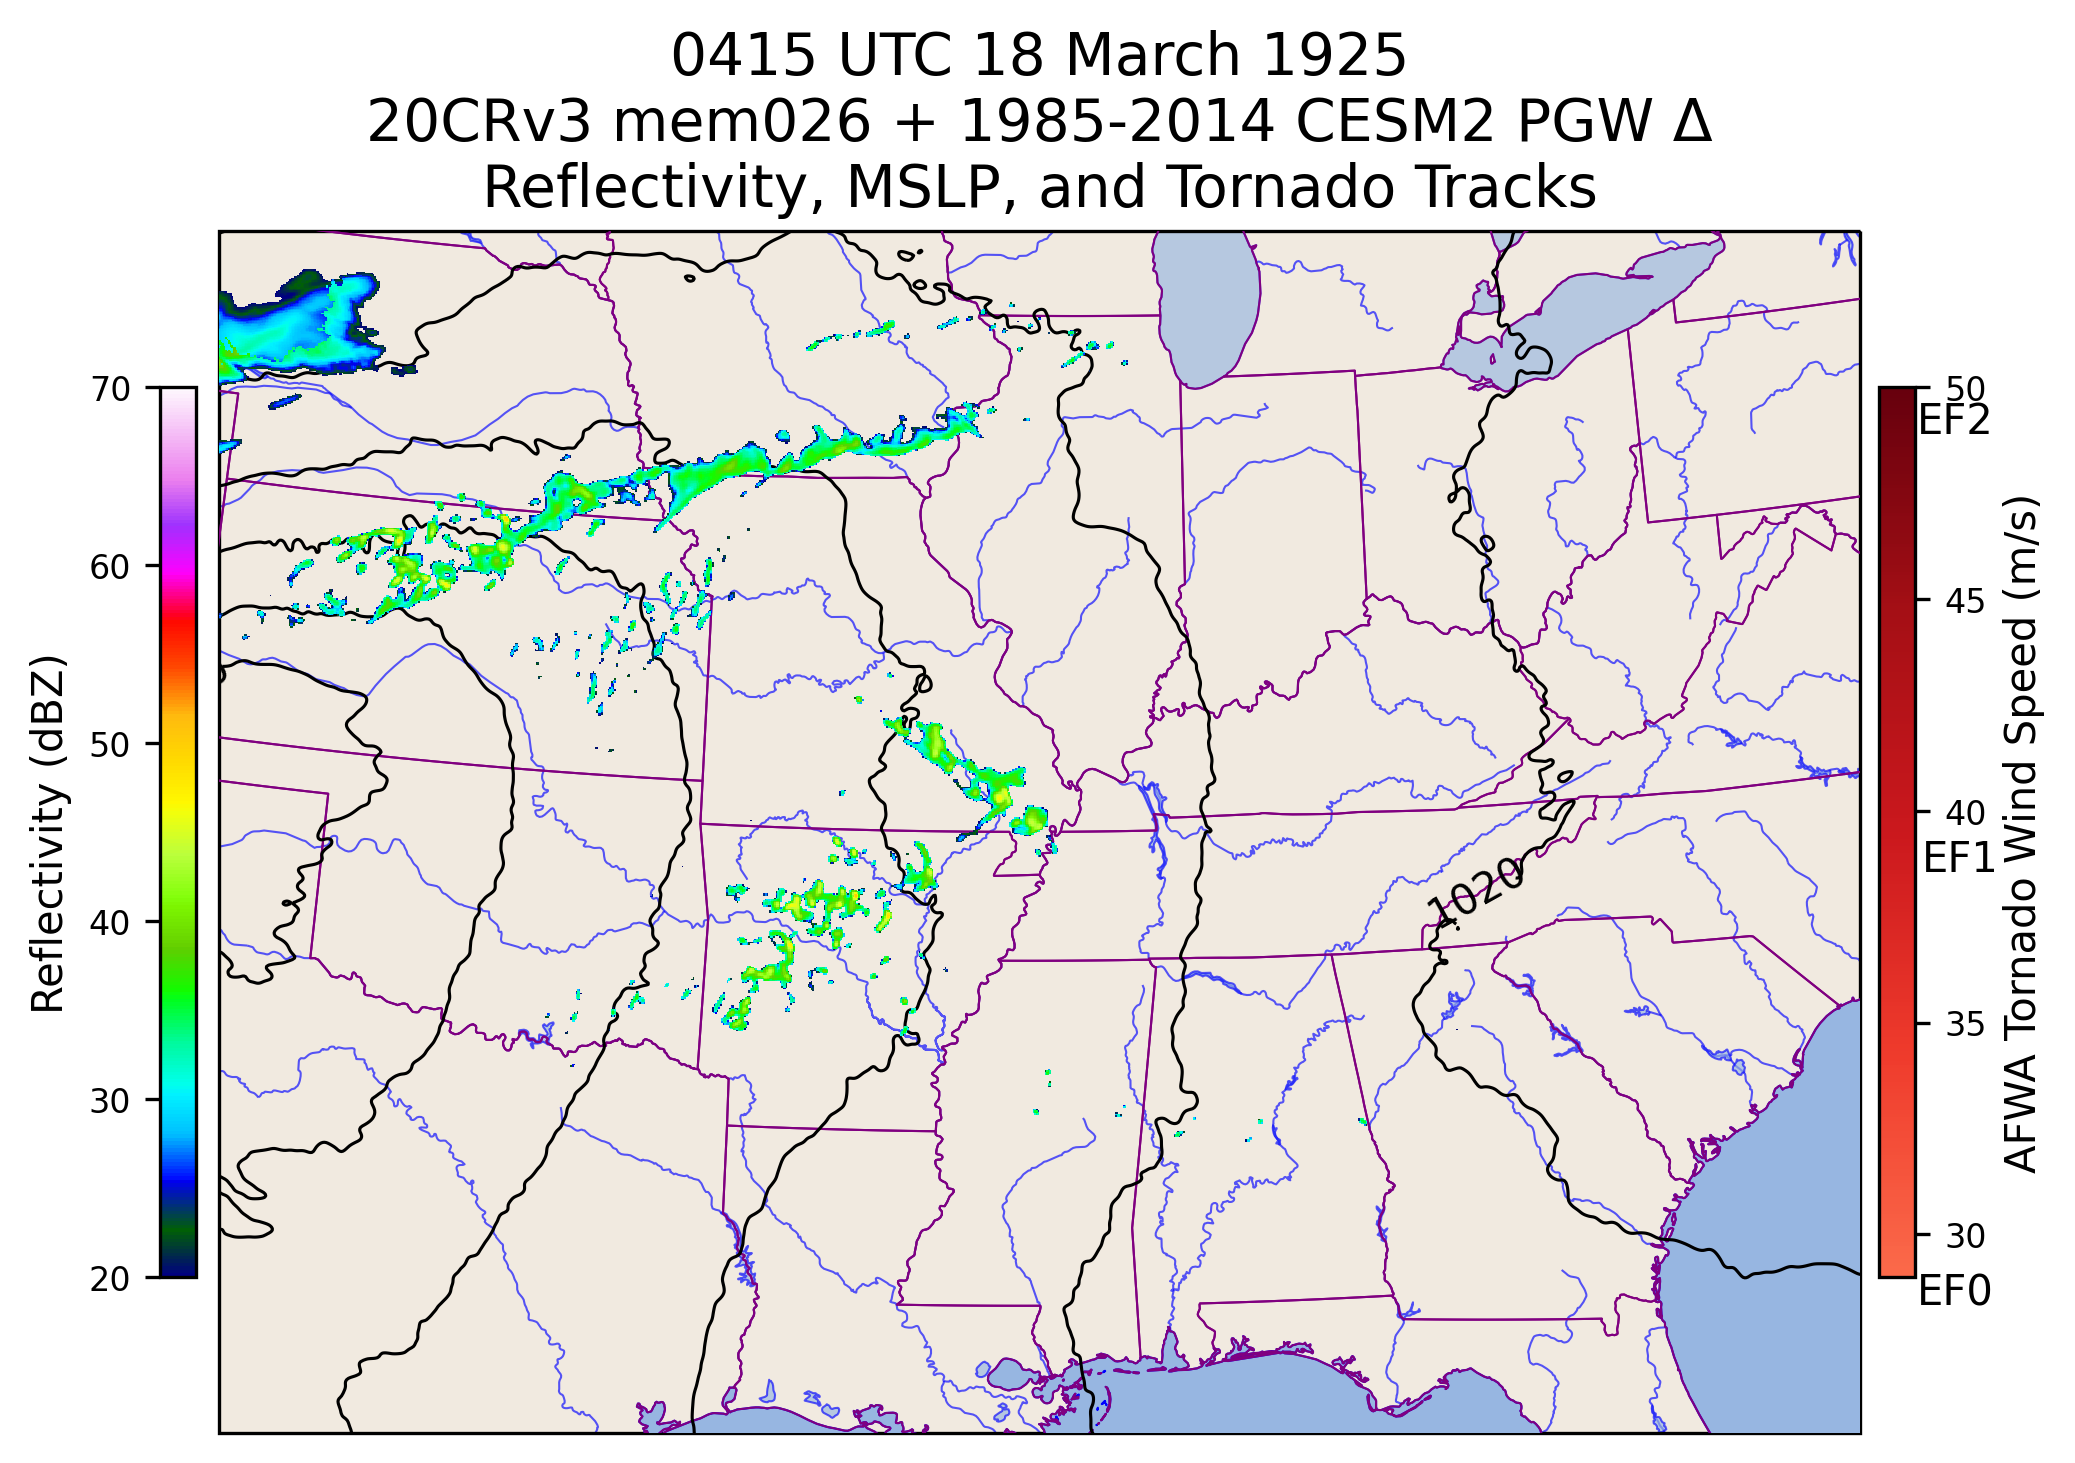 0415 UTC 18 March 1925
20CRv3 mem026 + 1985-2014 CESM2 PGW Δ
Reflectivity, MSLP, and Tornado Tracks
70
60
50
40
30
20
Reflectivity (dBZ)
1020
50
EF2
45
40
EF1
35
30
EF0
AFWA Tornado Wind Speed (m/s)